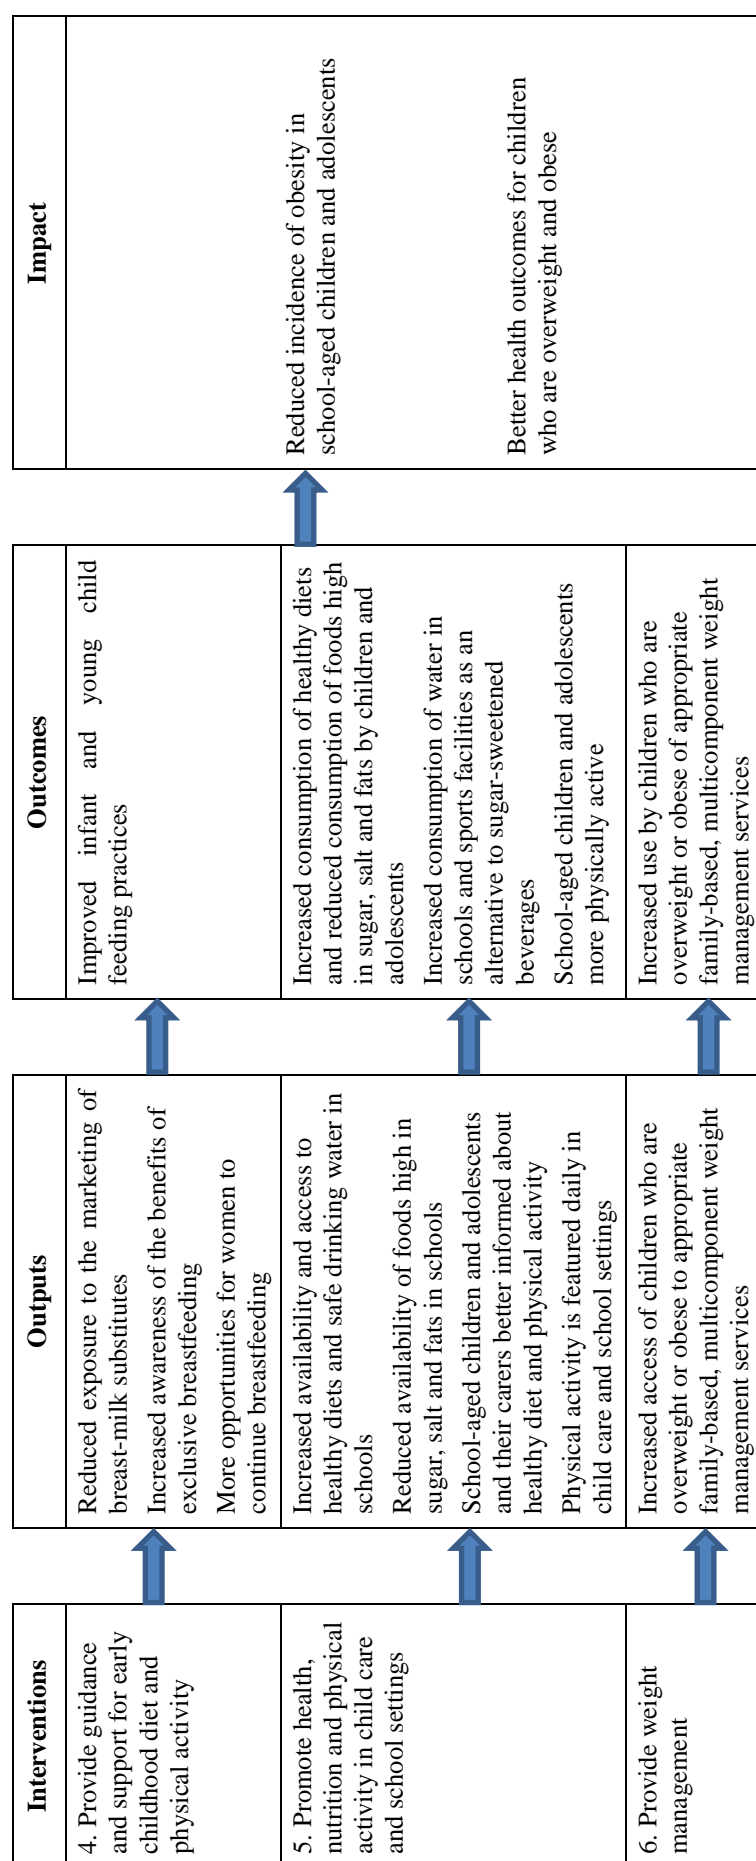 Interventions
4. Provide guidance
and support for early
childhood diet and
physical activity
5. Promote health,
nutrition and physical
activity in child care
and school settings
6. Provide weight
management
Outputs
Reduced exposure to the marketing of
breast-milk substitutes
Increased awareness of the benefits of
exclusive breastfeeding
More opportunities for women to
continue breastfeeding
Increased availability and access to
healthy diets and safe drinking water in
schools
Reduced availability of foods high in
sugar, salt and fats in schools
School-aged children and adolescents
and their carers better informed about
healthy diet and physical activity
Physical activity is featured daily in
child care and school settings
Increased access of children who are
overweight or obese to appropriate
family-based, multicomponent weight
management services
Outcomes
Improved infant and young child
feeding practices
Increased consumption of healthy diets
and reduced consumption of foods high
in sugar, salt and fats by children and
adolescents
Increased consumption of water in
schools and sports facilities as an
alternative to sugar-sweetened
beverages
School-aged children and adolescents
more physically active
Increased use by children who are
overweight or obese of appropriate
family-based, multicomponent weight
management services
Impact
Reduced incidence of obesity in
school-aged children and adolescents
Better health outcomes for children
who are overweight and obese